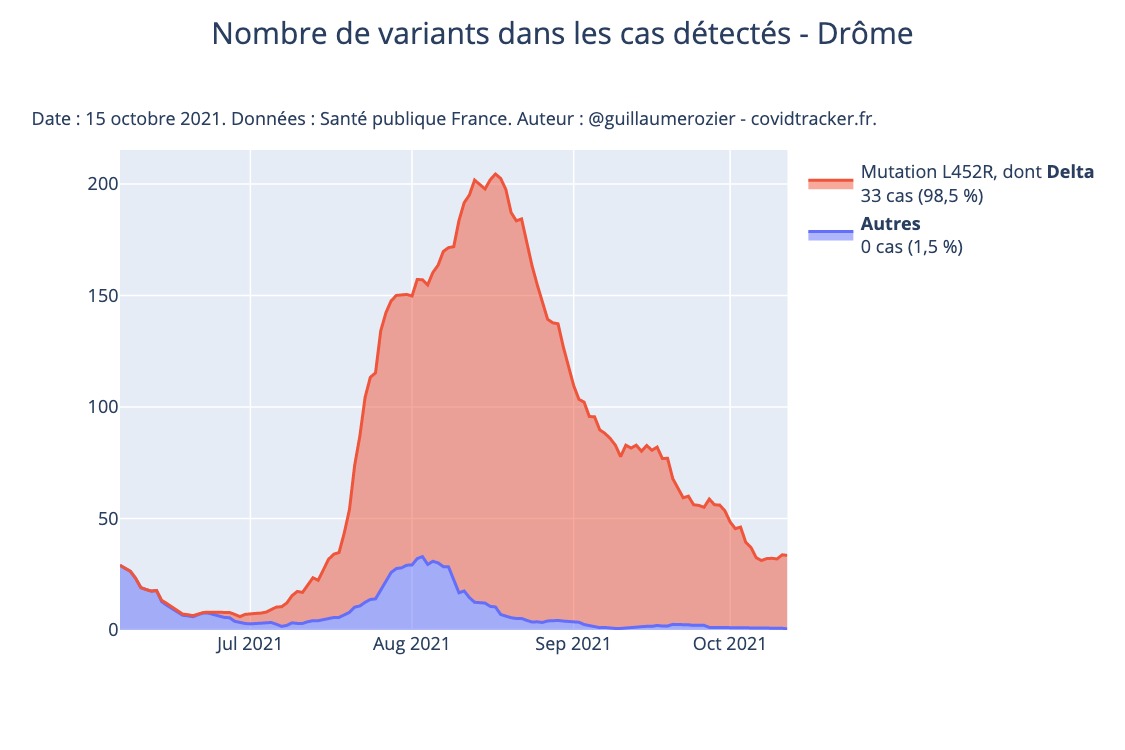 Nombre de variants dans les cas détectés - Drôme
Date : 15 octobre 2021. Données : Santé publique France. Auteur : @guillaumerozier - covidtracker.fr.
200
150
100
50
0
Jul 2021 Aug 2021 Sep 2021 Oct 2021
Mutation L452R, dont Delta
33 cas (98,5 %)
Autres
0 cas (1,5 %)